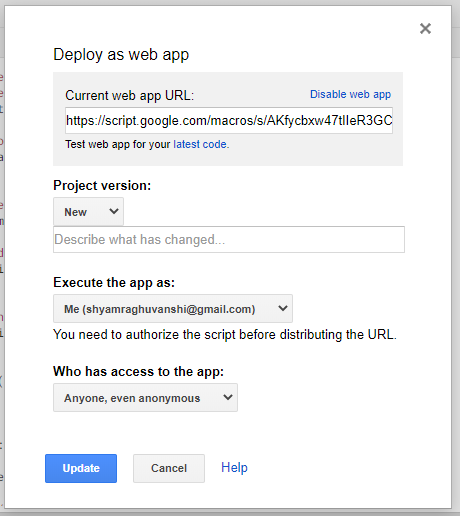 Deploy as web app
Current web app URL:
Disable web app
https://script.google.com/macros/s/AKfycbxw47tIIeR3GC
Test web app for your latest code.
Project version:
New
Describe what has changed...
Execute the app as:
Me (shyamraghuvanshi@gmail.com)
You need to authorize the script before distributing the URL.
Who has access to the app:
Anyone, even anonymous
Update
Cancel
Help